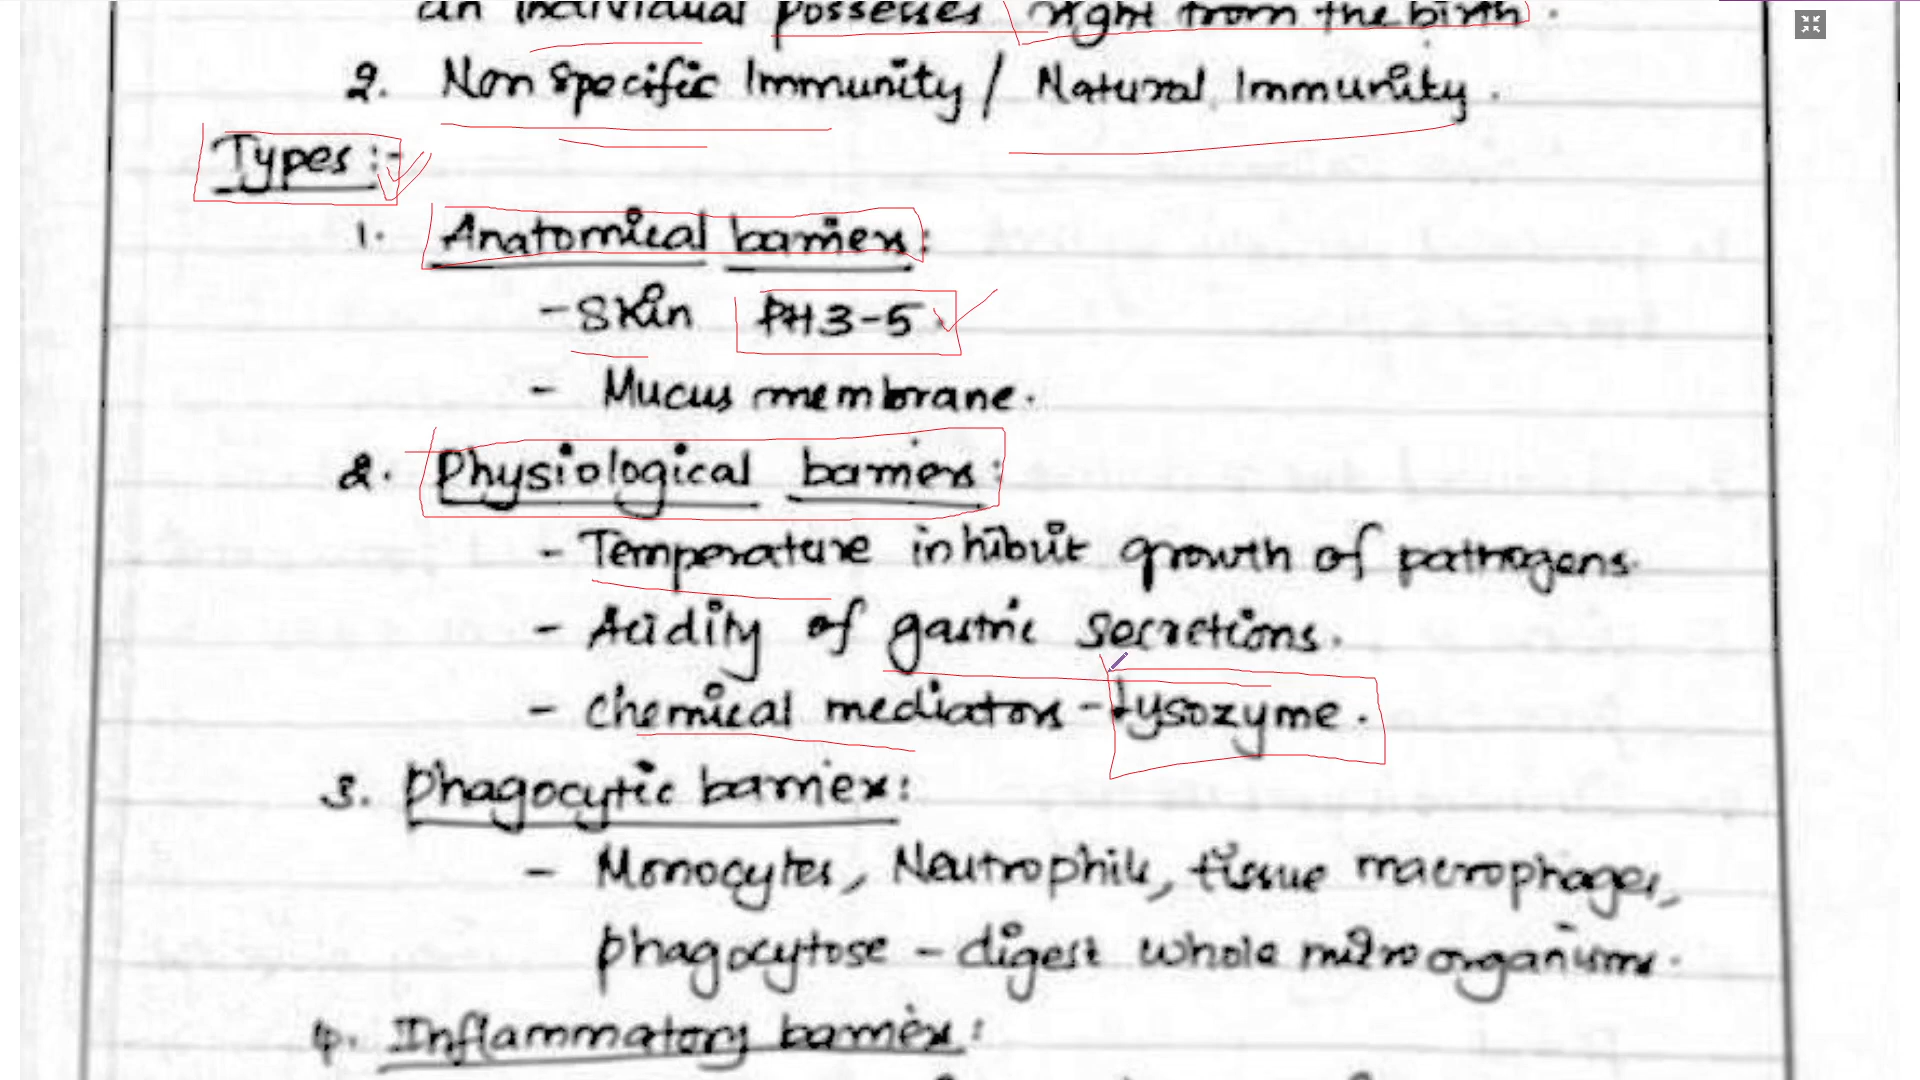 an individual possesses right from the birth.
2. Non specific Immunity / Natural Immunity.
Types :-
1. Anatomical barriers:
- Skin PH 3-5.
- Mucus membrane.
2. Physiological barriers:
- Temperature inhibit growth of pathogens.
- Acidity of gastric secretions.
- Chemical mediators - Lysozyme.
3. Phagocytic barrier:
- Monocytes, Neutrophils, tissue macrophages,
phagocytose - digest whole microorganisms.
4. Inflammatory barrier: